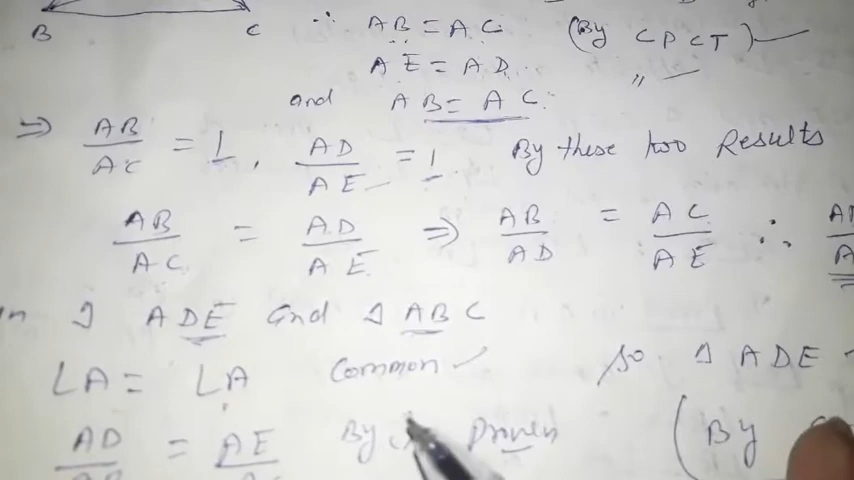 B C ∴ AB = AC (By CPCT)
AE = AD "
and AB = AC
⇒ AB/AC = 1, AD/AE = 1 By these two Results
AB/AC = AD/AE ⇒ AB/AD = AC/AE ∴
In Δ ADE and Δ ABC
∠A = ∠A Common So Δ ADE
AD = AE By Proven (By